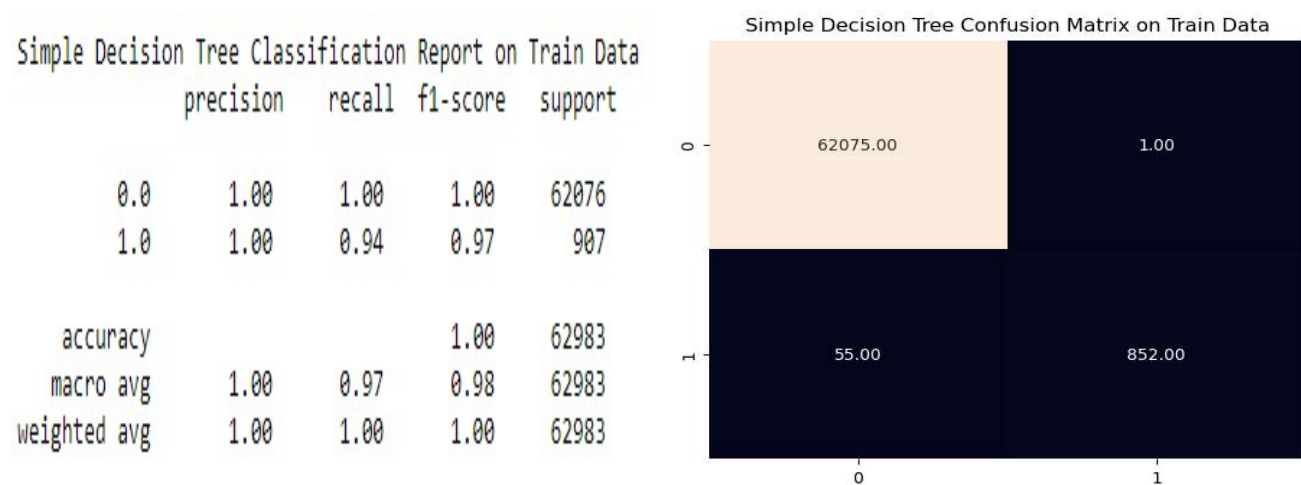 Simple Decision Tree Classification Report on Train Data
precision recall f1-score support
0.0 1.00 1.00 1.00 62076
1.0 1.00 0.94 0.97 907
accuracy 1.00 62983
macro avg 1.00 0.97 0.98 62983
weighted avg 1.00 1.00 1.00 62983
Simple Decision Tree Confusion Matrix on Train Data
0 62075.00 1.00
1 55.00 852.00
0 1